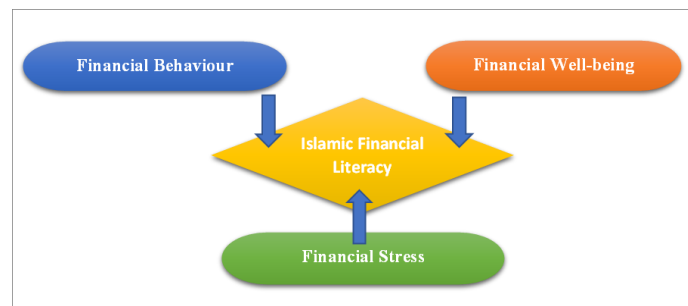 Financial Behaviour
Financial Well-being
Islamic Financial
Literacy
Financial Stress